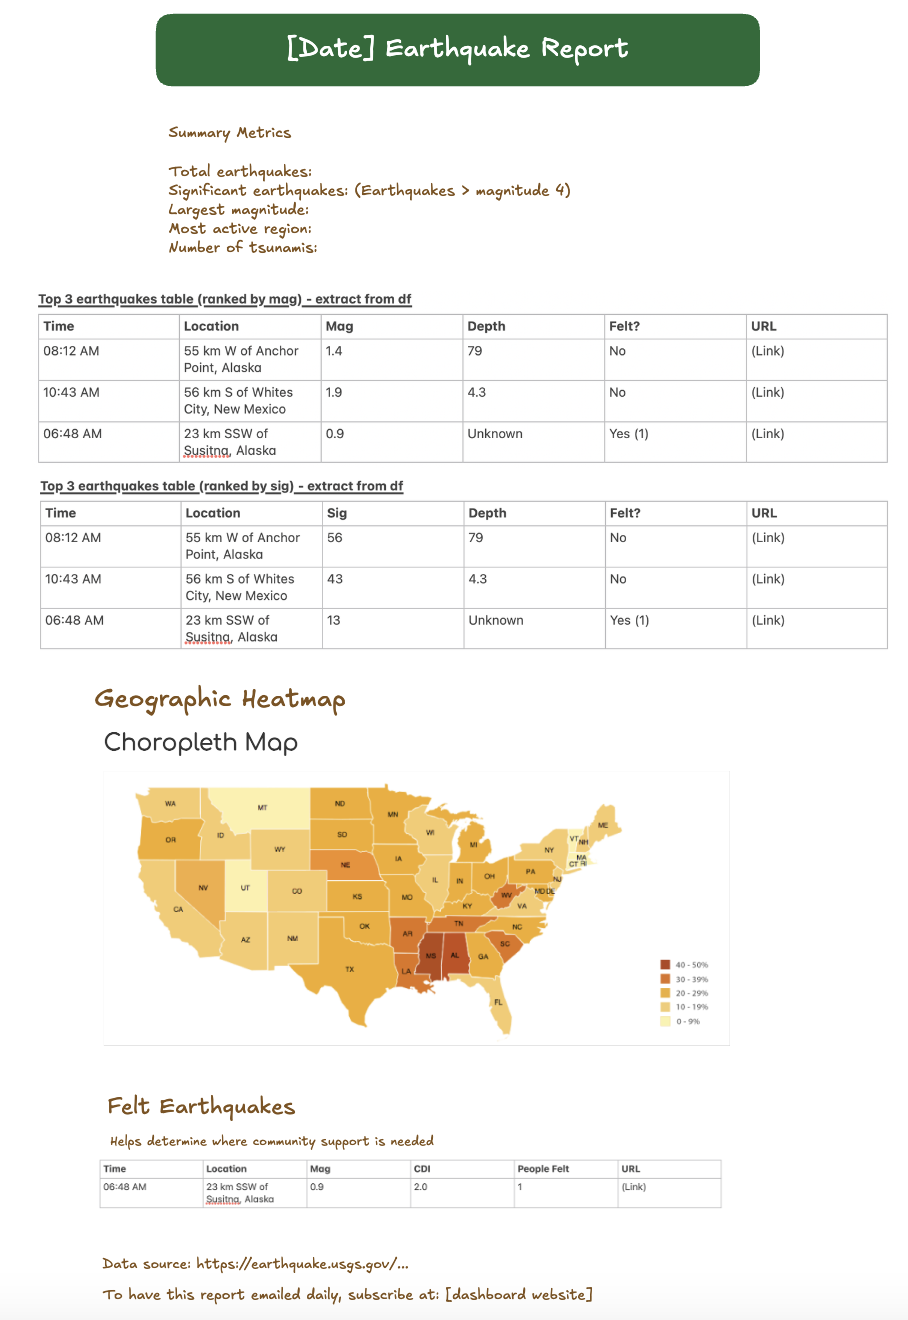 [Date] Earthquake Report
Summary Metrics
Total earthquakes:
Significant earthquakes: (Earthquakes > magnitude 4)
Largest magnitude:
Most active region:
Number of tsunamis:
Top 3 earthquakes table (ranked by mag) - extract from df
Time Location Mag Depth Felt? URL
08:12 AM 55 km W of Anchor 1.4 79 No (Link)
Point, Alaska
10:43 AM 56 km S of Whites 1.9 4.3 No (Link)
City, New Mexico
06:48 AM 23 km SSW of 0.9 Unknown Yes (1) (Link)
Susitna, Alaska
Top 3 earthquakes table (ranked by sig) - extract from df
Time Location Sig Depth Felt? URL
08:12 AM 55 km W of Anchor 56 79 No (Link)
Point, Alaska
10:43 AM 56 km S of Whites 43 4.3 No (Link)
City, New Mexico
06:48 AM 23 km SSW of 13 Unknown Yes (1) (Link)
Susitna, Alaska
Geographic Heatmap
Choropleth Map
WA MT ND MN ME
OR ID SD WI MI NY VT NH
WY IA MA
NE CT RI
NV UT CO IL IN OH PA NJ
KS MO KY WV MD DE
CA VA
AZ NM OK AR TN NC
TX LA MS AL GA SC
FL
40 - 50%
30 - 39%
20 - 29%
10 - 19%
0 - 9%
Felt Earthquakes
Helps determine where community support is needed
Time Location Mag CDI People Felt URL
06:48 AM 23 km SSW of 0.9 2.0 1 (Link)
Susitna, Alaska
Data source: https://earthquake.usgs.gov/...
To have this report emailed daily, subscribe at: [dashboard website]